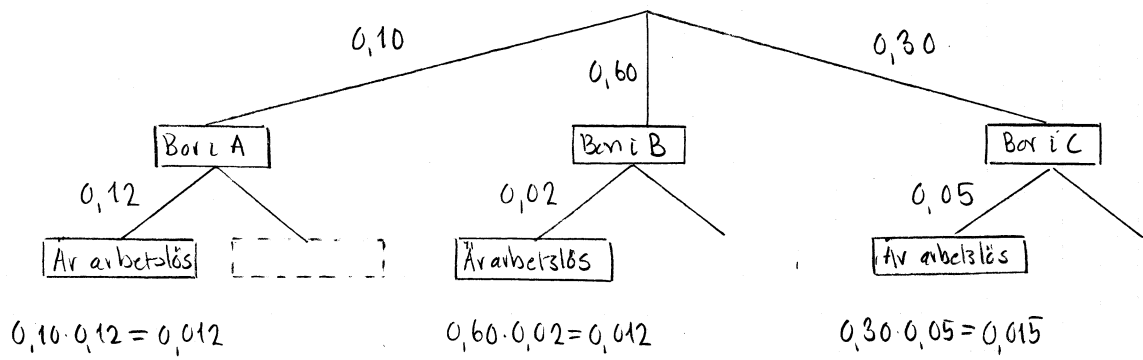 0,10 0,60 0,30
Bor i A Bor i B Bor i C
0,12 0,02 0,05
Är arbetslös Är arbetslös Är arbetslös
0,10·0,12=0,012 0,60·0,02=0,012 0,30·0,05=0,015